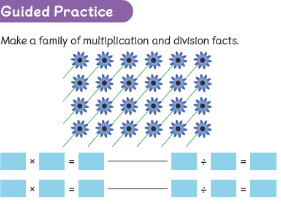 Guided Practice
Make a family of multiplication and division facts.
× = ÷ =
× = ÷ =